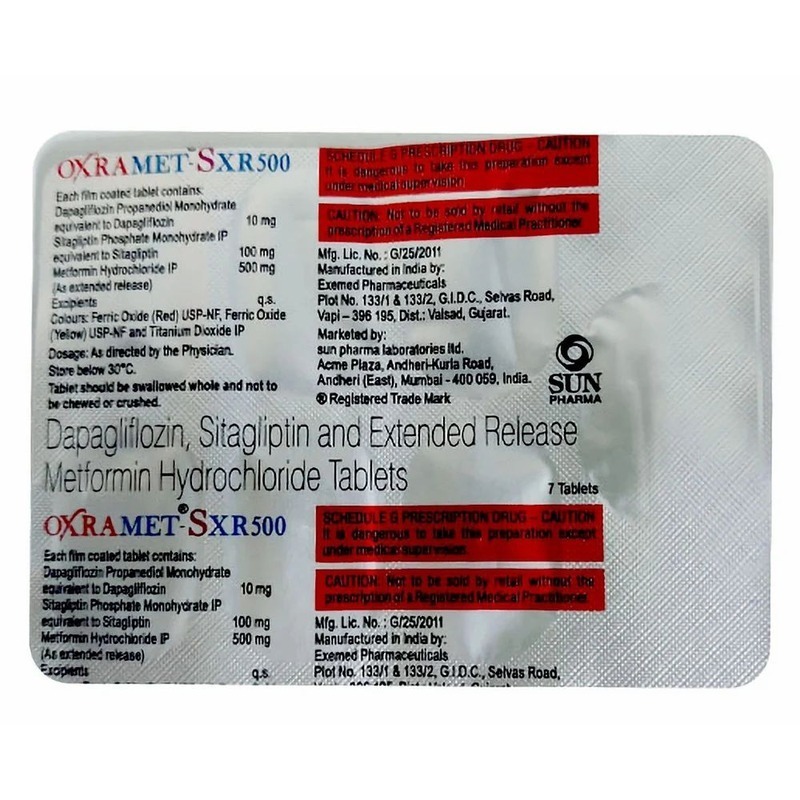 OXRAMET®-SXR500
Each film coated tablet contains:
Dapagliflozin Propanediol Monohydrate
equivalent to Dapagliflozin 10 mg
Sitagliptin Phosphate Monohydrate IP
equivalent to Sitagliptin 100 mg
Metformin Hydrochloride IP 500 mg
(As extended release)
Excipients q.s.
Colours: Ferric Oxide (Red) USP-NF, Ferric Oxide
(Yellow) USP-NF and Titanium Dioxide IP
Dosage: As directed by the Physician.
Store below 30°C.
Tablet should be swallowed whole and not to
be chewed or crushed.
SCHEDULE G PRESCRIPTION DRUG - CAUTION
It is dangerous to take this preparation except
under medical supervision
CAUTION: Not to be sold by retail without the
prescription of a Registered Medical Practitioner
Mfg. Lic. No. : G/25/2011
Manufactured in India by:
Exemed Pharmaceuticals
Plot No. 133/1 & 133/2, G.I.D.C., Selvas Road,
Vapi – 396 195, Dist.: Valsad, Gujarat.
Marketed by:
sun pharma laboratories ltd.
Acme Plaza, Andheri-Kurla Road,
Andheri (East), Mumbai - 400 059, India.
® Registered Trade Mark
SUN
PHARMA
Dapagliflozin, Sitagliptin and Extended Release
Metformin Hydrochloride Tablets
7 Tablets
OXRAMET®-SXR500
Each film coated tablet contains:
Dapagliflozin Propanediol Monohydrate
equivalent to Dapagliflozin 10 mg
Sitagliptin Phosphate Monohydrate IP
equivalent to Sitagliptin 100 mg
Metformin Hydrochloride IP 500 mg
(As extended release)
Excipients q.s.
SCHEDULE G PRESCRIPTION DRUG - CAUTION
It is dangerous to take this preparation except
under medical supervision
CAUTION: Not to be sold by retail without the
prescription of a Registered Medical Practitioner
Mfg. Lic. No. : G/25/2011
Manufactured in India by:
Exemed Pharmaceuticals
Plot No. 133/1 & 133/2, G.I.D.C., Selvas Road,